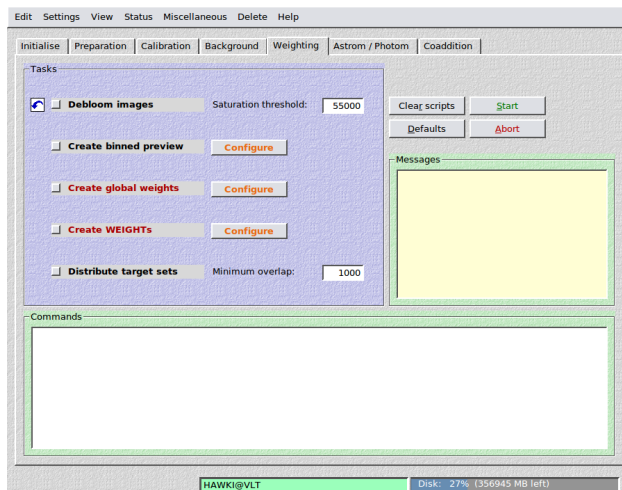 Edit Settings View Status Miscellaneous Delete Help
Initialise Preparation Calibration Background Weighting Astrom / Photom Coaddition
Tasks
Debloom images Saturation threshold: 55000
Clear scripts Start
Create binned preview Configure
Defaults Abort
Messages
Create global weights Configure
Create WEIGHTs Configure
Distribute target sets Minimum overlap: 1000
Commands
HAWKI@VLT Disk: 27% (356945 MB left)